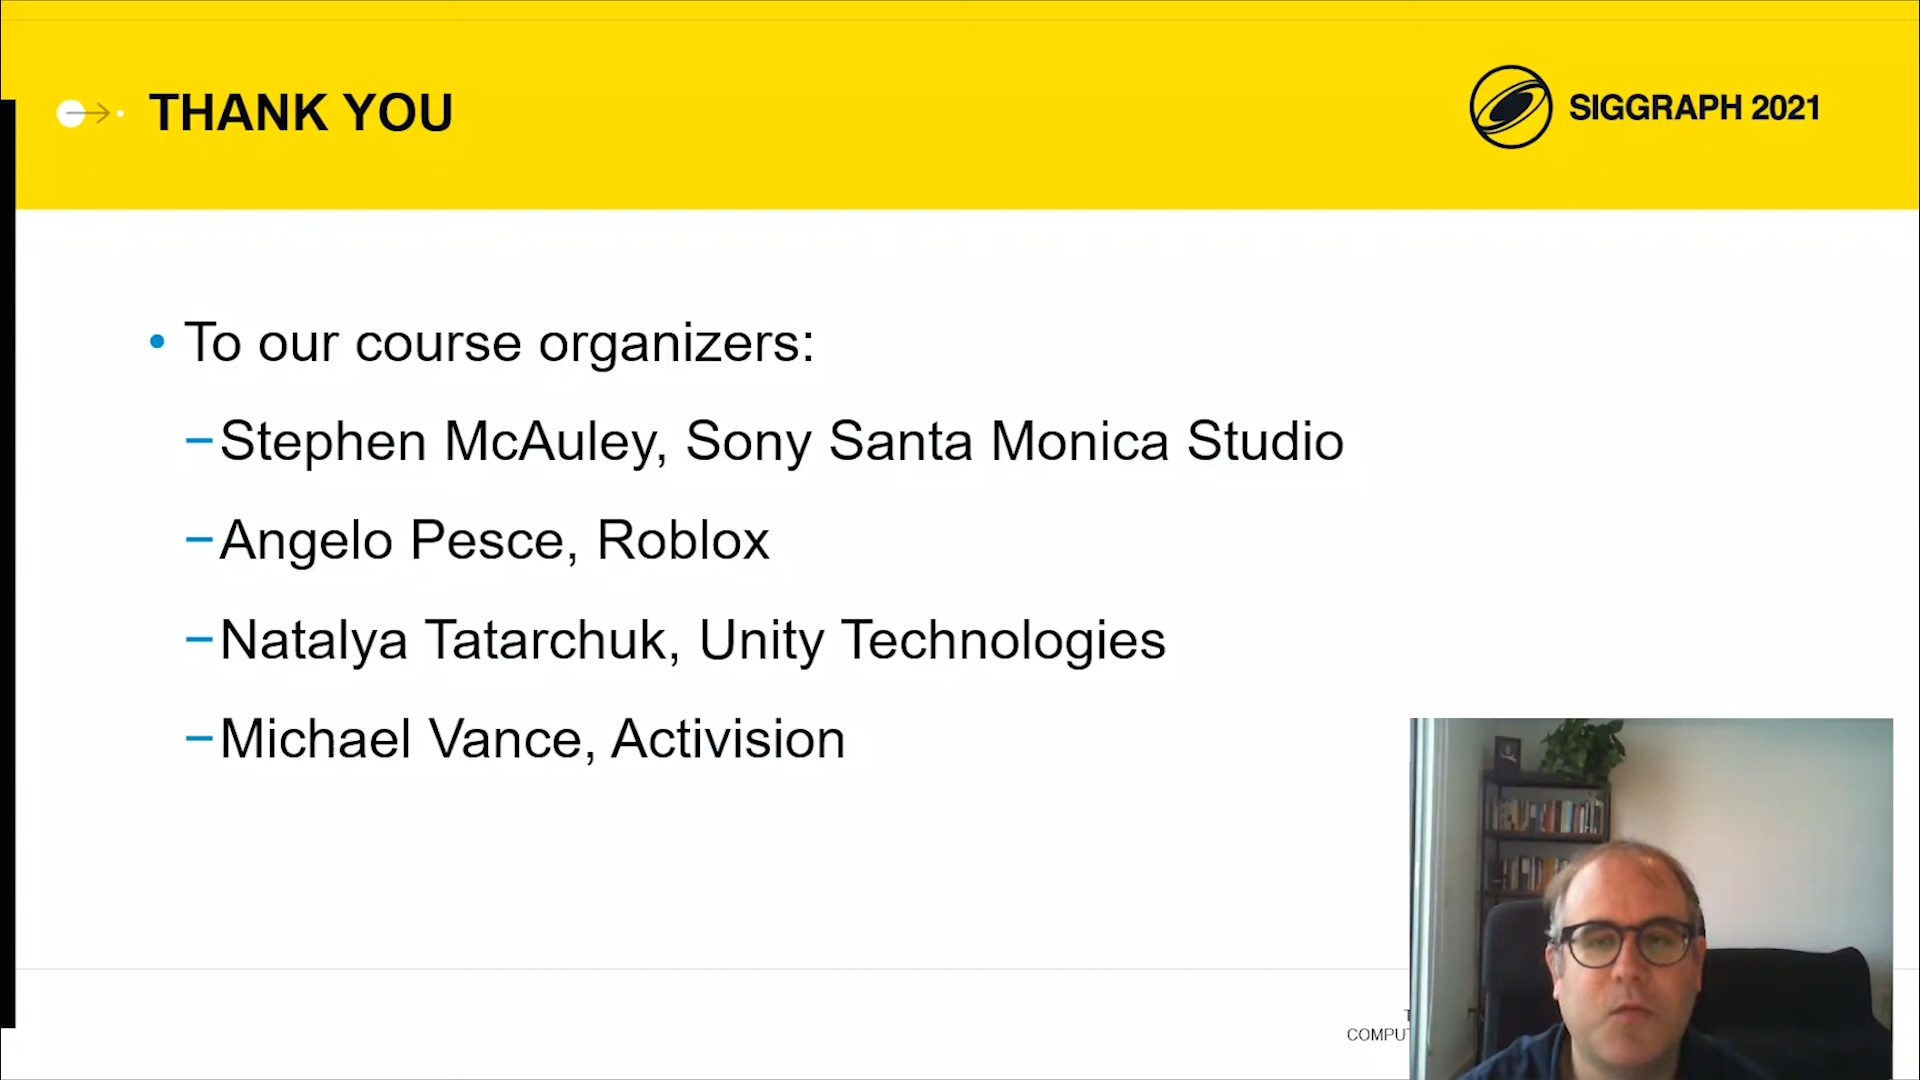 THANK YOU
SIGGRAPH 2021
• To our course organizers:
–Stephen McAuley, Sony Santa Monica Studio
–Angelo Pesce, Roblox
–Natalya Tatarchuk, Unity Technologies
–Michael Vance, Activision